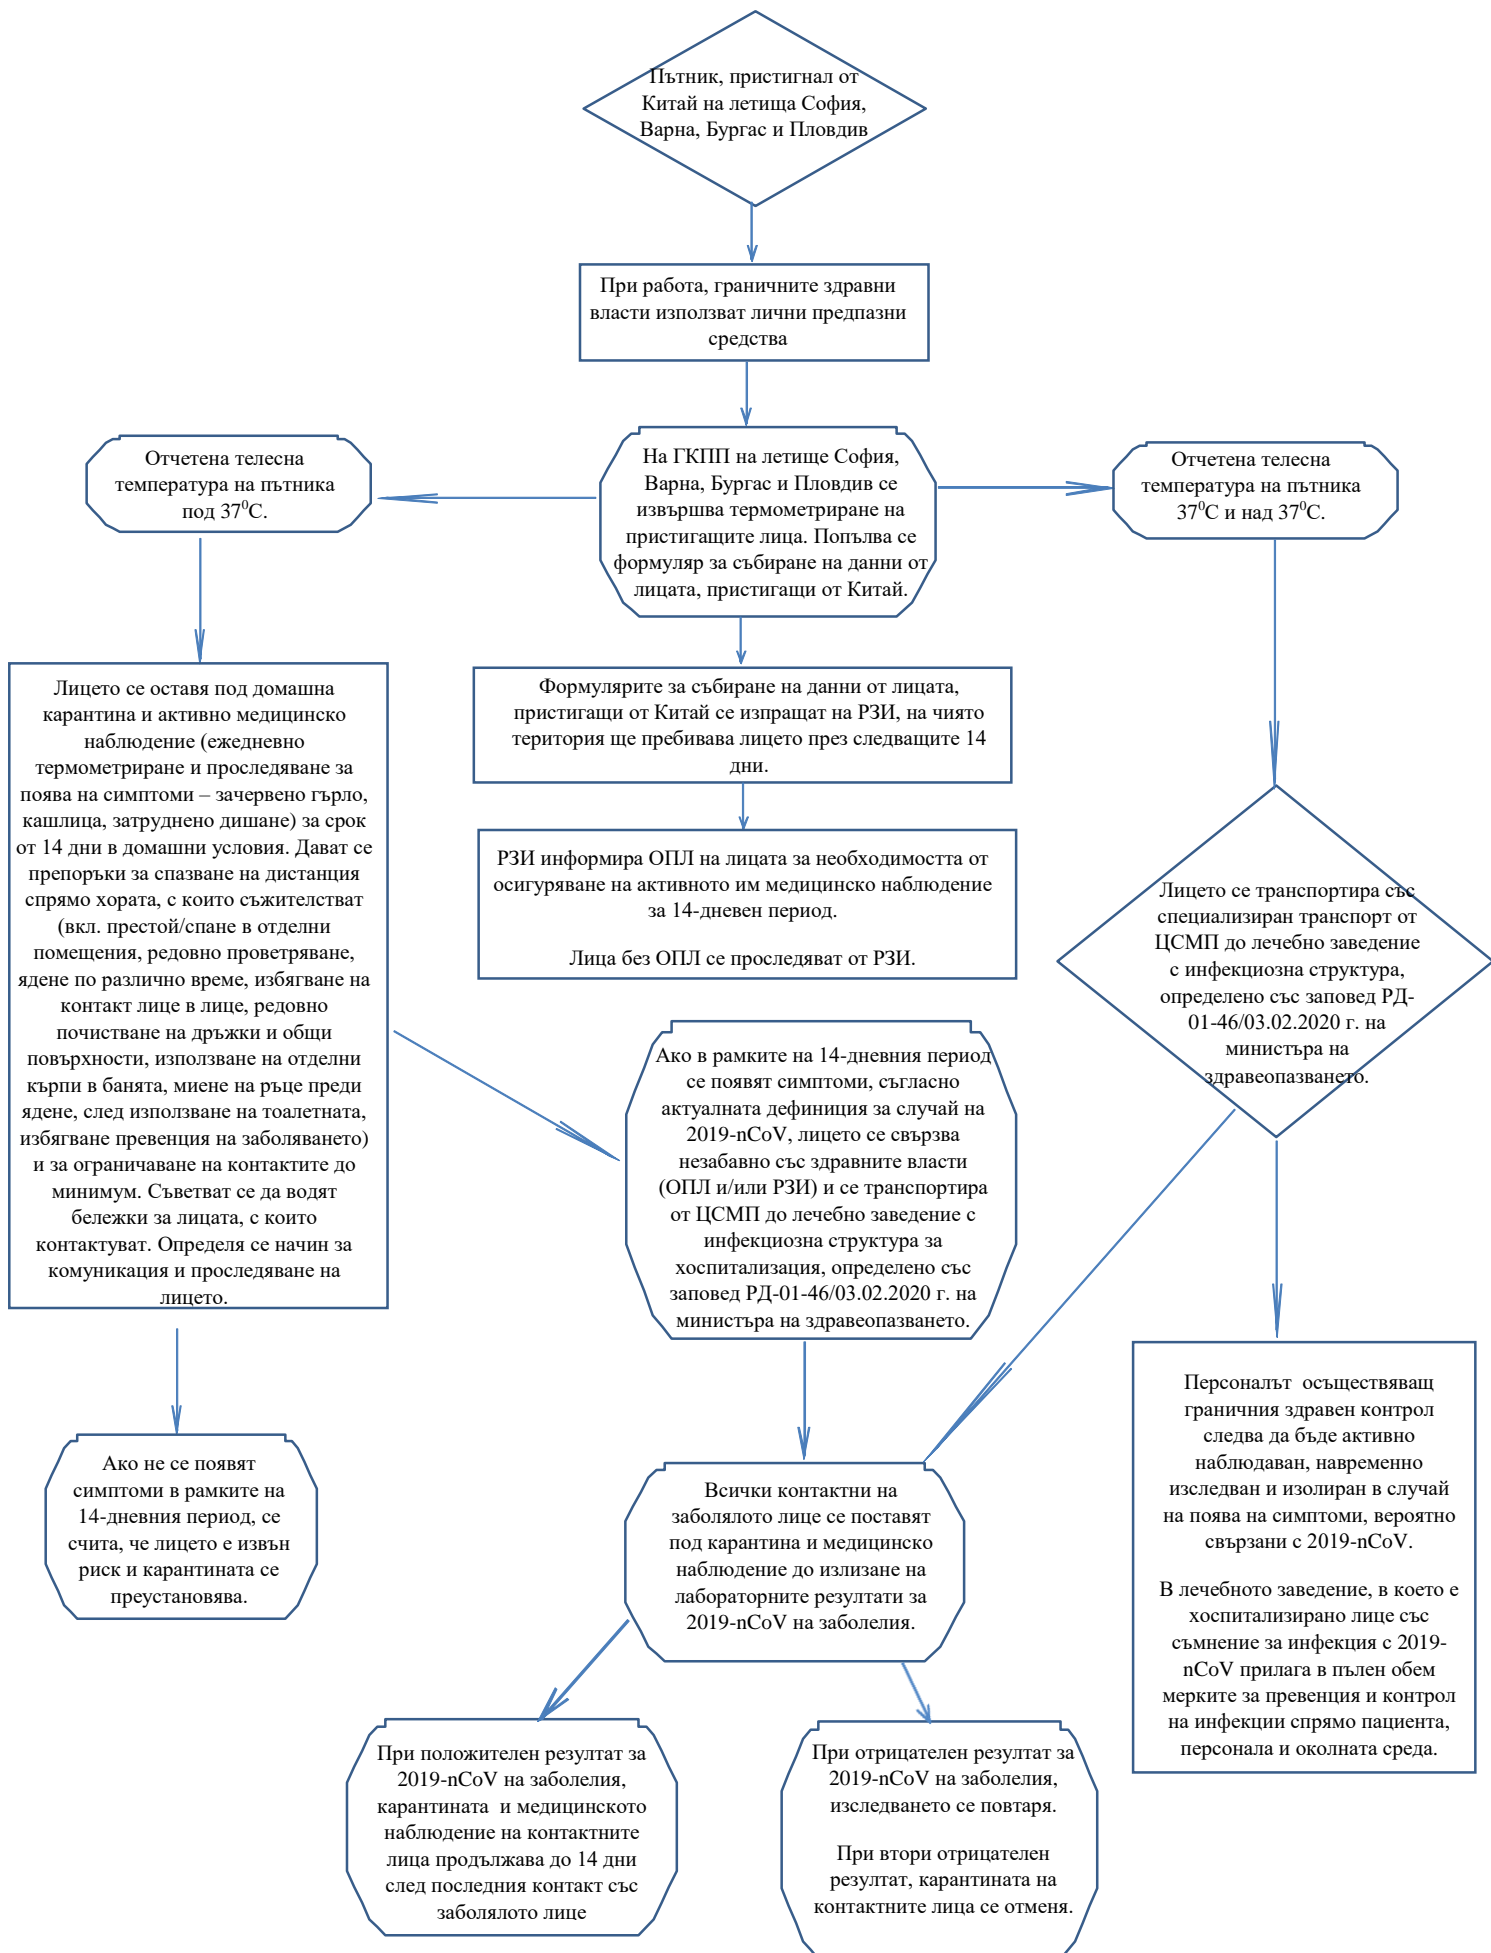 Пътник, пристигнал от
Китай на летища София,
Варна, Бургас и Пловдив
При работа, граничните здравни
власти използват лични предпазни
средства
Отчетена телесна
температура на пътника
под 37⁰С.
На ГКПП на летище София,
Варна, Бургас и Пловдив се
извършва термометриране на
пристигащите лица. Попълва се
формуляр за събиране на данни от
лицата, пристигащи от Китай.
Отчетена телесна
температура на пътника
37⁰С и над 37⁰С.
Лицето се оставя под домашна
карантина и активно медицинско
наблюдение (ежедневно
термометриране и проследяване за
поява на симптоми – зачервено гърло,
кашлица, затруднено дишане) за срок
от 14 дни в домашни условия. Дават се
препоръки за спазване на дистанция
спрямо хората, с които съжителстват
(вкл. престой/спане в отделни
помещения, редовно проветряване,
ядене по различно време, избягване на
контакт лице в лице, редовно
почистване на дръжки и общи
повърхности, използване на отделни
кърпи в банята, миене на ръце преди
ядене, след използване на тоалетната,
избягване превенция на заболяването)
и за ограничаване на контактите до
минимум. Съветват се да водят
бележки за лицата, с които
контактуват. Определя се начин за
комуникация и проследяване на
лицето.
Формулярите за събиране на данни от лицата,
пристигащи от Китай се изпращат на РЗИ, на чиято
територия ще пребивава лицето през следващите 14
дни.
РЗИ информира ОПЛ на лицата за необходимостта от
осигуряване на активното им медицинско наблюдение
за 14-дневен период.
Лица без ОПЛ се проследяват от РЗИ.
Лицето се транспортира със
специализиран транспорт от
ЦСМП до лечебно заведение
с инфекциозна структура,
определено със заповед РД-
01-46/03.02.2020 г. на
министъра на
здравеопазването.
Ако в рамките на 14-дневния период
се появят симптоми, съгласно
актуалната дефиниция за случай на
2019-nCoV, лицето се свързва
незабавно със здравните власти
(ОПЛ и/или РЗИ) и се транспортира
от ЦСМП до лечебно заведение с
инфекциозна структура за
хоспитализация, определено със
заповед РД-01-46/03.02.2020 г. на
министъра на здравеопазването.
Ако не се появят
симптоми в рамките на
14-дневния период, се
счита, че лицето е извън
риск и карантината се
преустановява.
Всички контактни на
заболялото лице се поставят
под карантина и медицинско
наблюдение до излизане на
лабораторните резултати за
2019-nCoV на заболелия.
Персоналът  осъществяващ
граничния здравен контрол
следва да бъде активно
наблюдаван, навременно
изследван и изолиран в случай
на поява на симптоми, вероятно
свързани с 2019-nCoV.
В лечебното заведение, в което е
хоспитализирано лице със
съмнение за инфекция с 2019-
nCoV прилага в пълен обем
мерките за превенция и контрол
на инфекции спрямо пациента,
персонала и околната среда.
При положителен резултат за
2019-nCoV на заболелия,
карантината  и медицинското
наблюдение на контактните
лица продължава до 14 дни
след последния контакт със
заболялото лице
При отрицателен резултат за
2019-nCoV на заболелия,
изследването се повтаря.
При втори отрицателен
резултат, карантината на
контактните лица се отменя.